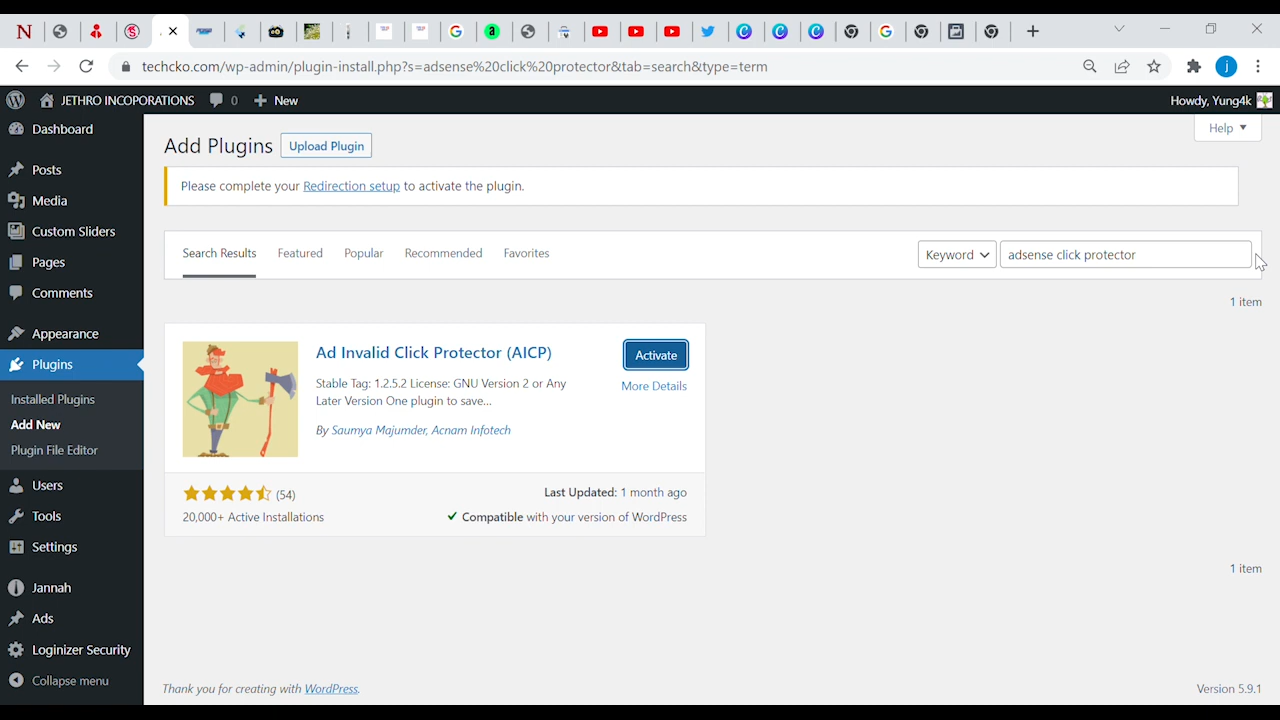 techcko.com/wp-admin/plugin-install.php?s=adsense%20click%20protector&tab=search&type=term
JETHRO INCOPORATIONS 0 New Howdy, Yung4k
Dashboard
Posts
Media
Custom Sliders
Pages
Comments
Appearance
Plugins
Installed Plugins
Add New
Plugin File Editor
Users
Tools
Settings
Jannah
Ads
Loginizer Security
Collapse menu
Help
Add Plugins Upload Plugin
Please complete your Redirection setup to activate the plugin.
Search Results Featured Popular Recommended Favorites Keyword adsense click protector
1 item
Ad Invalid Click Protector (AICP) Activate
More Details
Stable Tag: 1.2.5.2 License: GNU Version 2 or Any
Later Version One plugin to save...
By Saumya Majumder, Acnam Infotech
(54) Last Updated: 1 month ago
20,000+ Active Installations Compatible with your version of WordPress
1 item
Thank you for creating with WordPress. Version 5.9.1